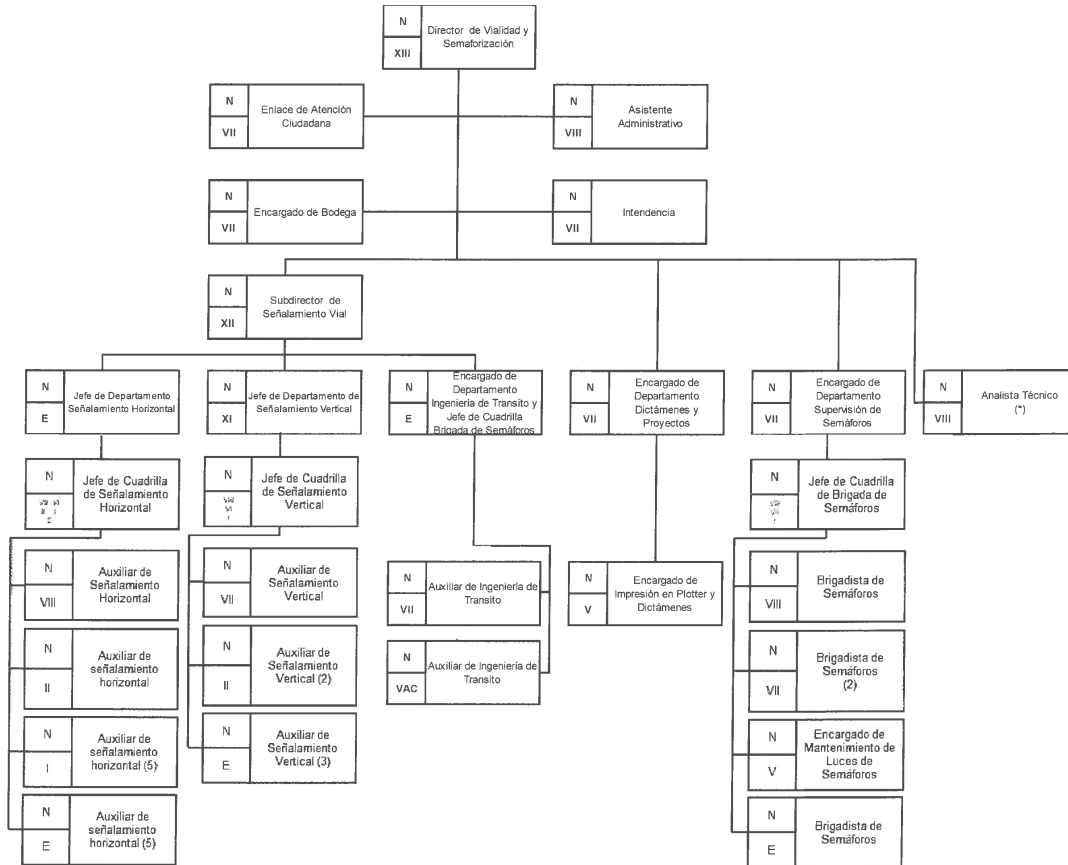 N
XIII
Director de Vialidad y
Semaforización
N
VII
Enlace de Atención
Ciudadana
N
VIII
Asistente
Administrativo
N
VII
Encargado de Bodega
N
VII
Intendencia
N
XII
Subdirector de
Señalamiento Vial
N
E
Jefe de Departamento
Señalamiento Horizontal
N
XI
Jefe de Departamento de
Señalamiento Vertical
N
E
Encargado de
Departamento
Ingeniería de Transito y
Jefe de Cuadrilla
Brigada de Semáforos
N
VII
Encargado de
Departamento
Dictámenes y
Proyectos
N
VII
Encargado de
Departamento
Supervisión de
Semáforos
N
VIII
Analista Técnico
(*)
N
Jefe de Cuadrilla
de Señalamiento
Horizontal
N
Jefe de Cuadrilla
de Señalamiento
Vertical
N
Jefe de Cuadrilla
de Brigada de
Semáforos
N
VIII
Auxiliar de
Señalamiento
Horizontal
N
VII
Auxiliar de
Señalamiento
Vertical
N
VII
Auxiliar de Ingeniería de
Transito
N
V
Encargado de
Impresión en Plotter y
Dictámenes
N
VIII
Brigadista de
Semáforos
N
II
Auxiliar de
señalamiento
horizontal
N
II
Auxiliar de
Señalamiento
Vertical (2)
N
VAC
Auxiliar de Ingeniería de
Transito
N
VII
Brigadista de
Semáforos
(2)
N
I
Auxiliar de
señalamiento
horizontal (5)
N
E
Auxiliar de
Señalamiento
Vertical (3)
N
V
Encargado de
Mantenimiento de
Luces de
Semáforos
N
E
Auxiliar de
señalamiento
horizontal (5)
N
E
Brigadista de
Semáforos